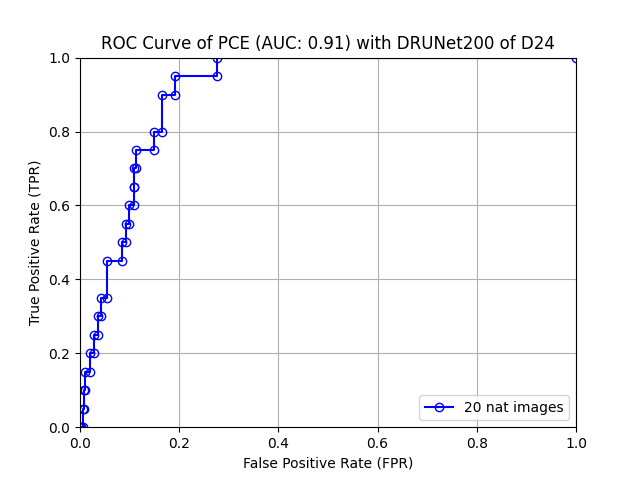 ROC Curve of PCE (AUC: 0.91) with DRUNet200 of D24
True Positive Rate (TPR)
1.0
0.8
0.6
0.4
0.2
0.0
20 nat images
0.0 0.2 0.4 0.6 0.8 1.0
False Positive Rate (FPR)